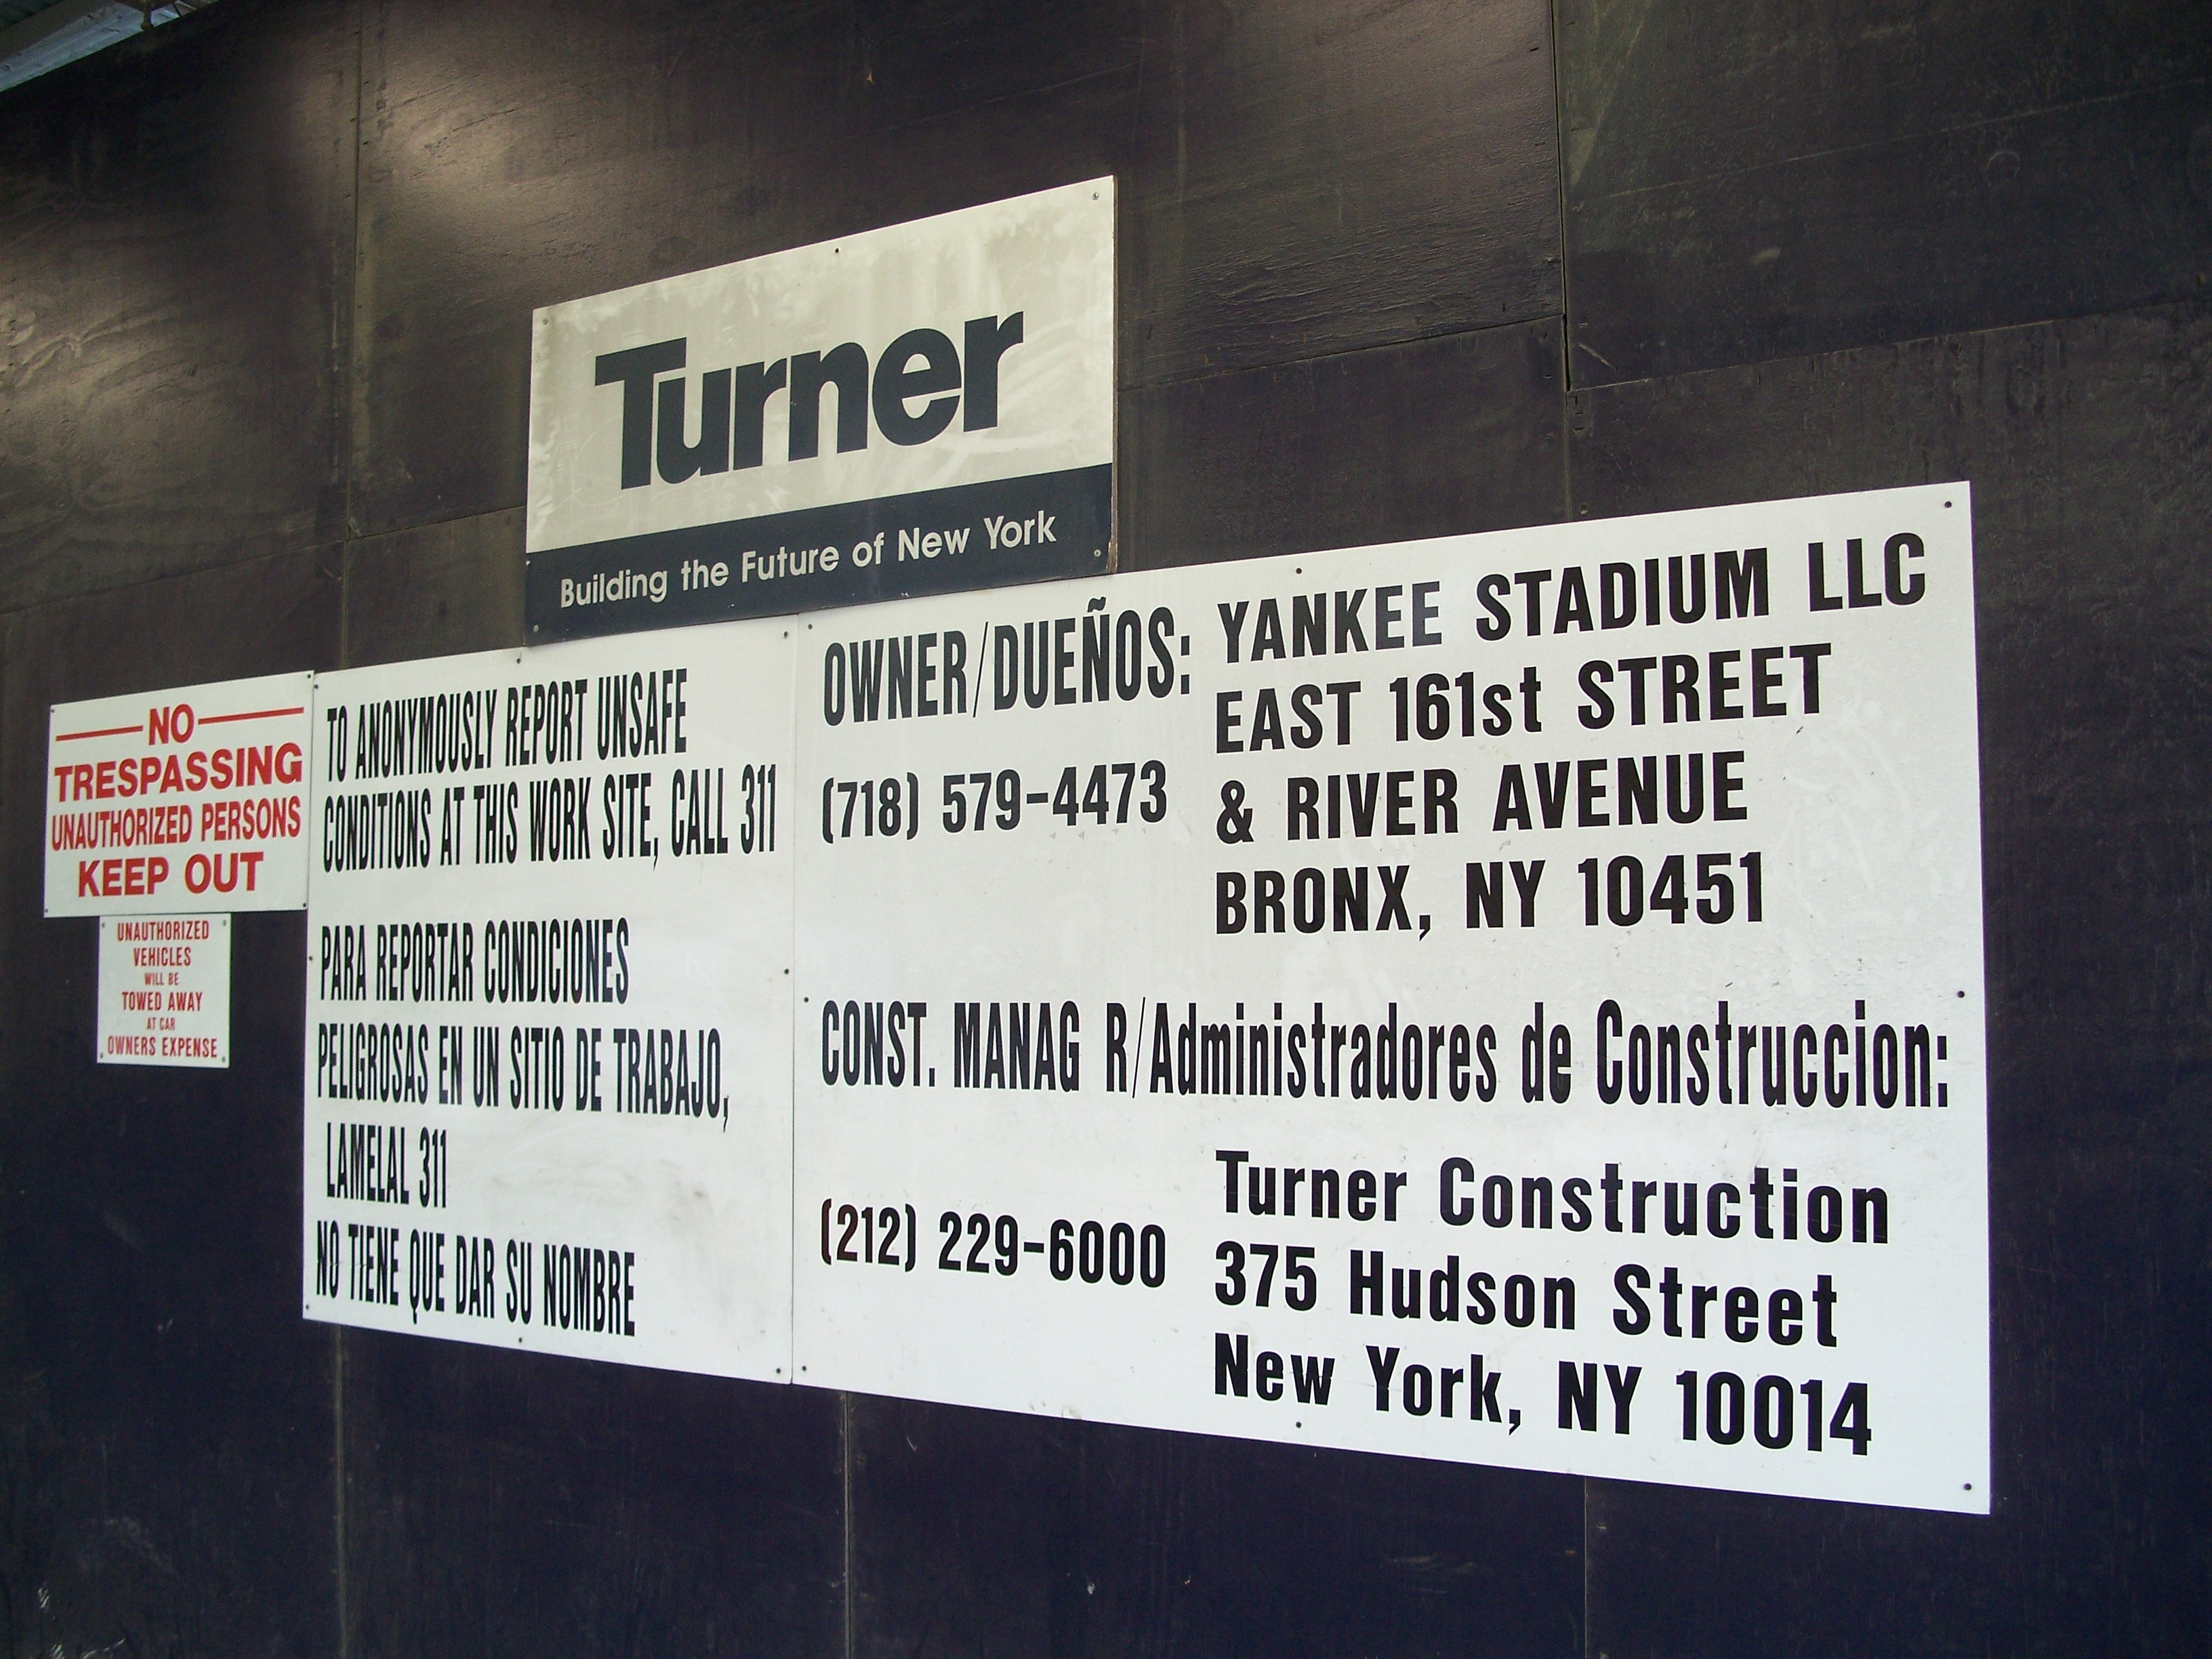 Turner
Building the Future of New York
NO
TRESPASSING
UNAUTHORIZED PERSONS
KEEP OUT
UNAUTHORIZED
VEHICLES
WILL BE
TOWED AWAY
AT CAR
OWNERS EXPENSE
TO ANONYMOUSLY REPORT UNSAFE
CONDITIONS AT THIS WORK SITE, CALL 311
PARA REPORTAR CONDICIONES
PELIGROSAS EN UN SITIO DE TRABAJO,
LAMELAL 311
NO TIENE QUE DAR SU NOMBRE
OWNER/DUEÑOS:
(718) 579-4473
YANKEE STADIUM LLC
EAST 161st STREET
& RIVER AVENUE
BRONX, NY 10451
CONST. MANAG R/Administradores de Construccion:
(212) 229-6000
Turner Construction
375 Hudson Street
New York, NY 10014